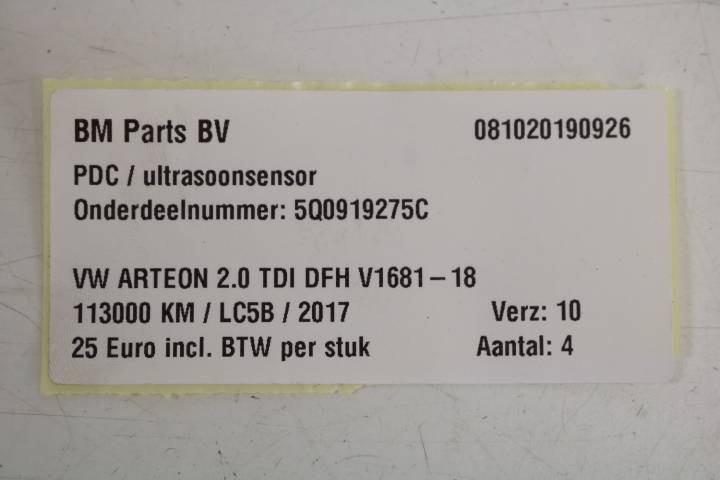 BM Parts BV 081020190926
PDC / ultrasoonsensor
Onderdeelnummer: 5Q0919275C
VW ARTEON 2.0 TDI DFH V1681-18
113000 KM / LC5B / 2017 Verz: 10
25 Euro incl. BTW per stuk Aantal: 4